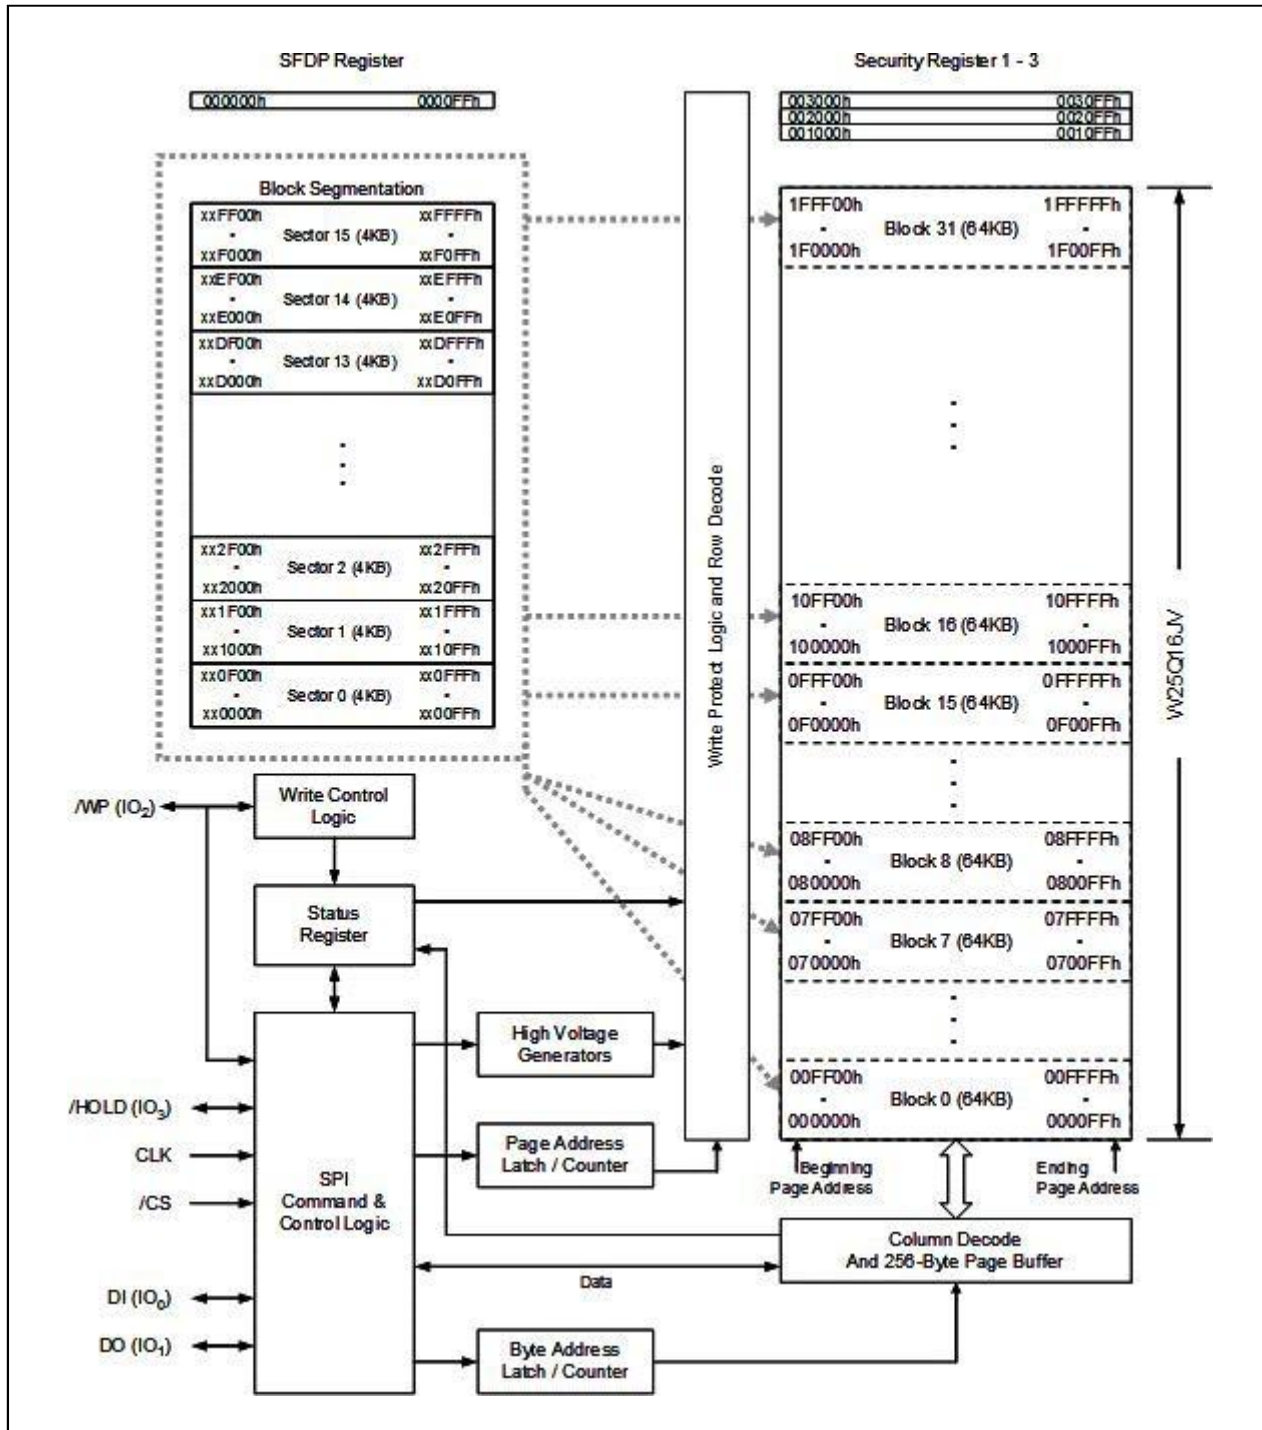 SFDP Register
000000h 0000FFh
Security Register 1 - 3
003000h 0030FFh
002000h 0020FFh
001000h 0010FFh
Block Segmentation
xxFF00h xxFFFFh
- Sector 15 (4KB) -
xxF000h xxF0FFh
xxEF00h xxEFFFh
- Sector 14 (4KB) -
xxE000h xxE0FFh
xxDF00h xxDFFFh
- Sector 13 (4KB) -
xxD000h xxD0FFh
xx2F00h xx2FFFh
- Sector 2 (4KB) -
xx2000h xx20FFh
xx1F00h xx1FFFh
- Sector 1 (4KB) -
xx1000h xx10FFh
xx0F00h xx0FFFh
- Sector 0 (4KB) -
xx0000h xx00FFh
Write Protect Logic and Row Decode
1FFF00h 1FFFFFh
- Block 31 (64KB) -
1F0000h 1F00FFh
10FF00h 10FFFFh
- Block 16 (64KB) -
100000h 1000FFh
0FFF00h 0FFFFFh
- Block 15 (64KB) -
0F0000h 0F00FFh
08FF00h 08FFFFh
- Block 8 (64KB) -
080000h 0800FFh
07FF00h 07FFFFh
- Block 7 (64KB) -
070000h 0700FFh
00FF00h 00FFFFh
- Block 0 (64KB) -
000000h 0000FFh
W25Q16JV
Beginning
Page Address
Ending
Page Address
/WP (IO2)
Write Control
Logic
Status
Register
High Voltage
Generators
/HOLD (IO3)
CLK
/CS
DI (IO0)
DO (IO1)
SPI
Command &
Control Logic
Page Address
Latch / Counter
Column Decode
And 256-Byte Page Buffer
Data
Byte Address
Latch / Counter